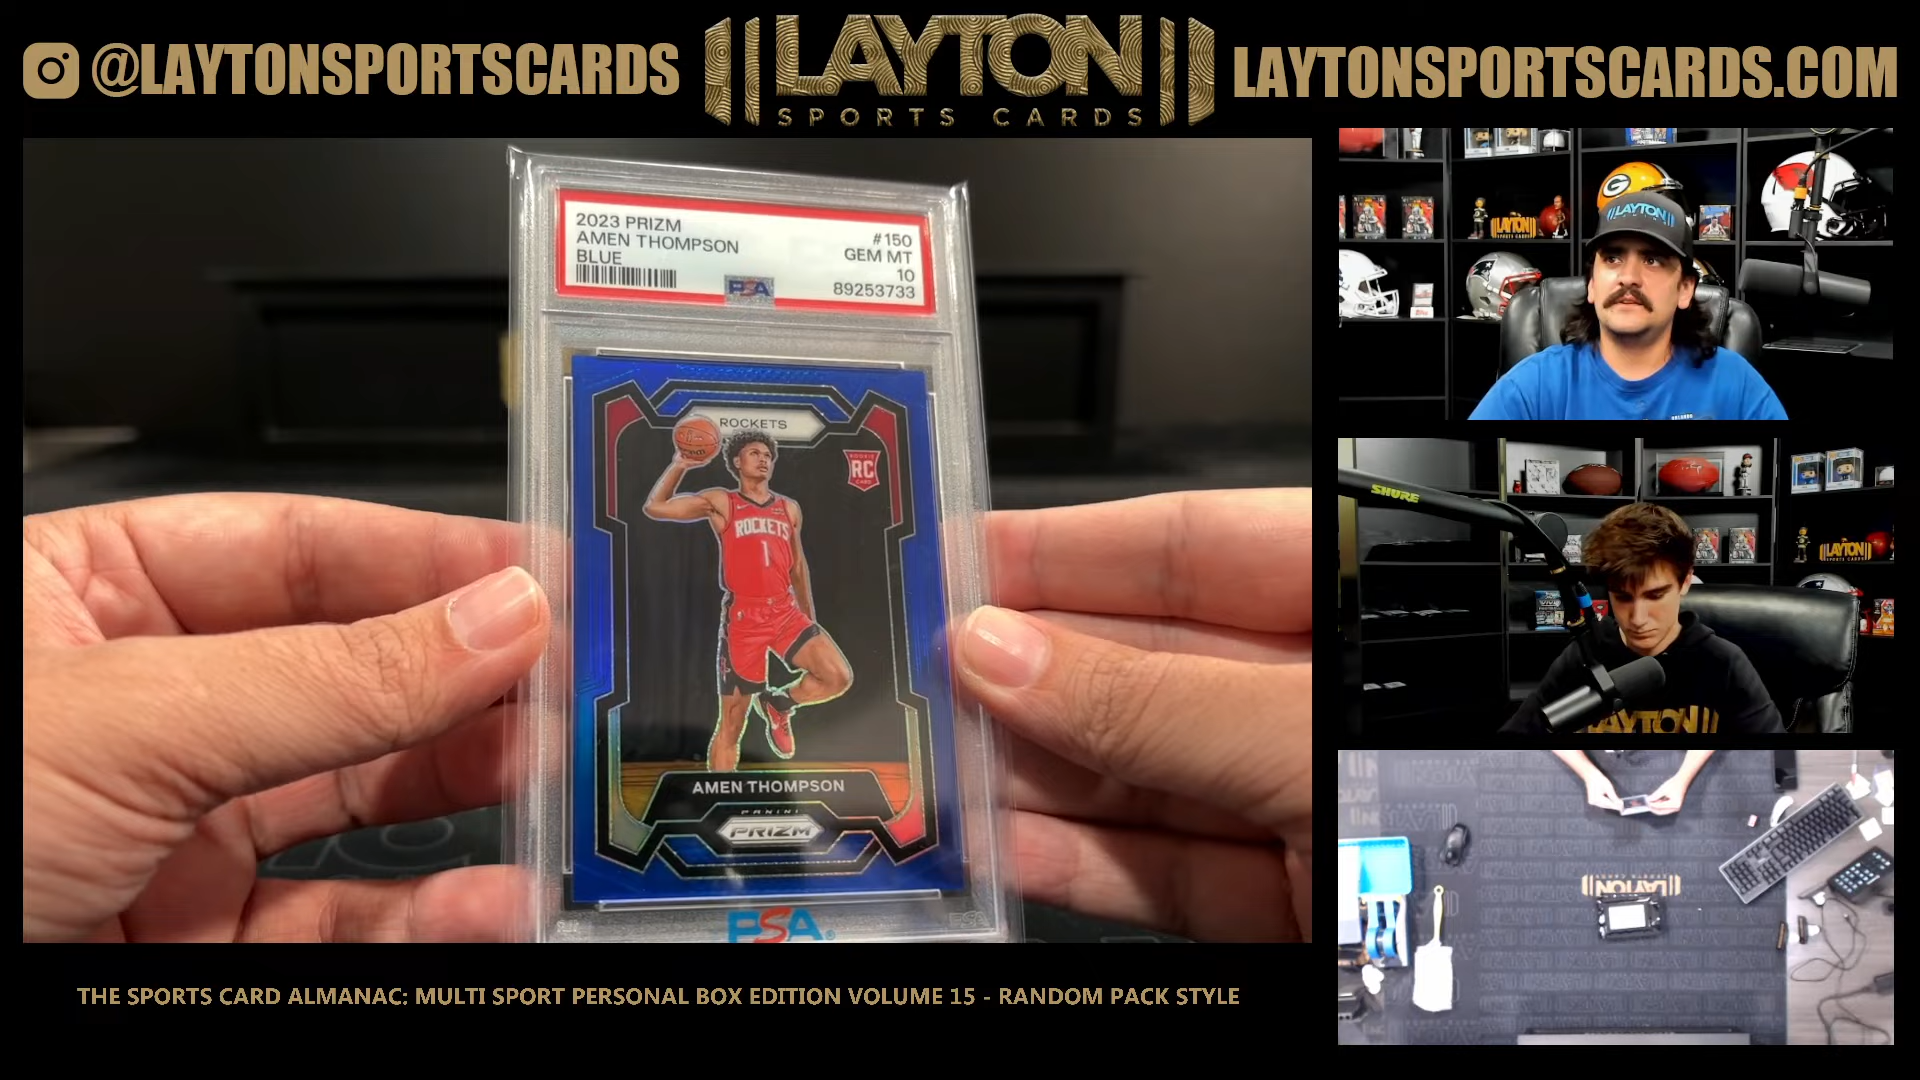 @LAYTONSPORTSCARDS
LAYTON
SPORTS CARDS
LAYTONSPORTSCARDS.COM
2023 PRIZM
AMEN THOMPSON
BLUE
#150
GEM MT
10
89253733
PSA
ROCKETS
RC
ROCKETS
1
AMEN THOMPSON
PANINI
PRIZM
PSA
LAYTON
LAYTON
SHURE
LAYTON
LAYTON
LAYTON
THE SPORTS CARD ALMANAC: MULTI SPORT PERSONAL BOX EDITION VOLUME 15 - RANDOM PACK STYLE